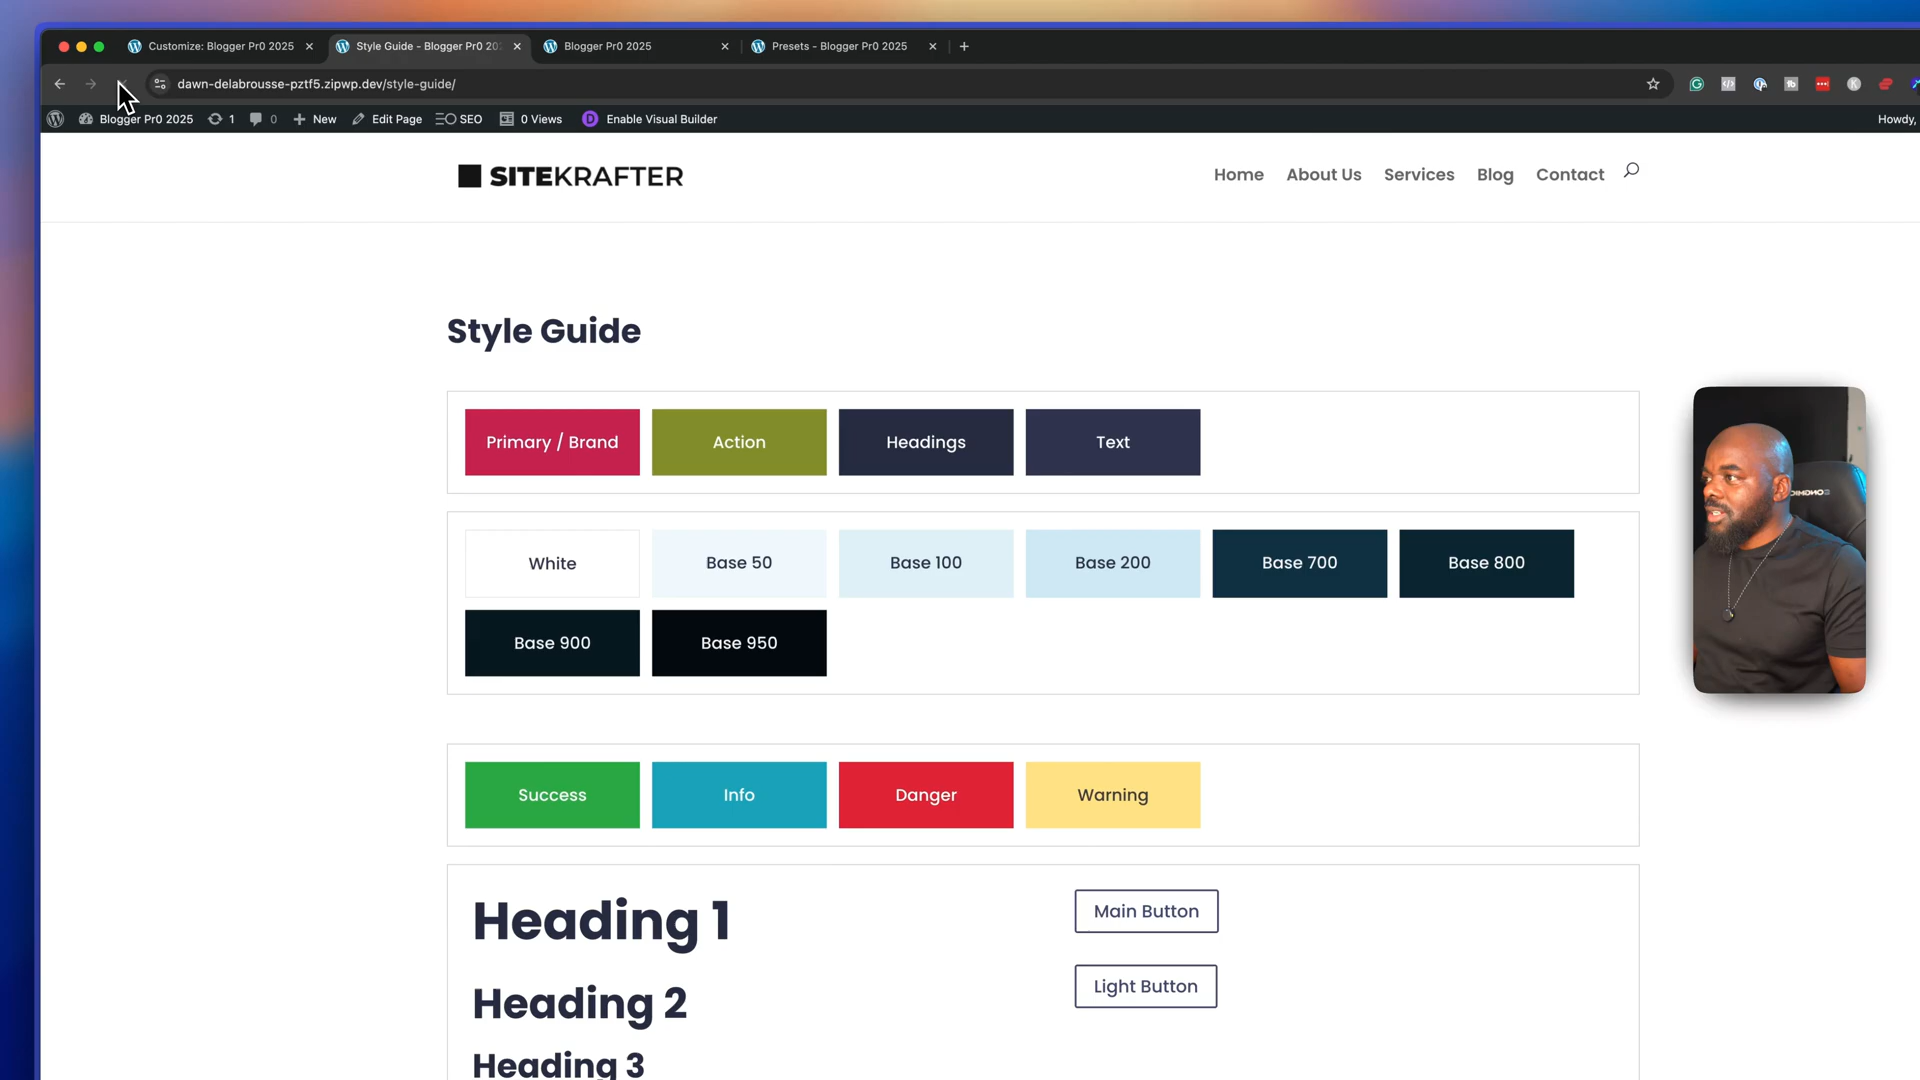 Customize: Blogger Pr0 2025
Style Guide - Blogger Pr0 202
Blogger Pr0 2025
Presets - Blogger Pr0 2025
dawn-delabrousse-pztf5.zipwp.dev/style-guide/
Blogger Pr0 2025
1
0
New
Edit Page
SEO
0 Views
D
Enable Visual Builder
Howdy,
SITEKRAFTER
Home
About Us
Services
Blog
Contact
Style Guide
Primary / Brand
Action
Headings
Text
White
Base 50
Base 100
Base 200
Base 700
Base 800
Base 900
Base 950
Success
Info
Danger
Warning
Heading 1
Main Button
Heading 2
Light Button
Heading 3